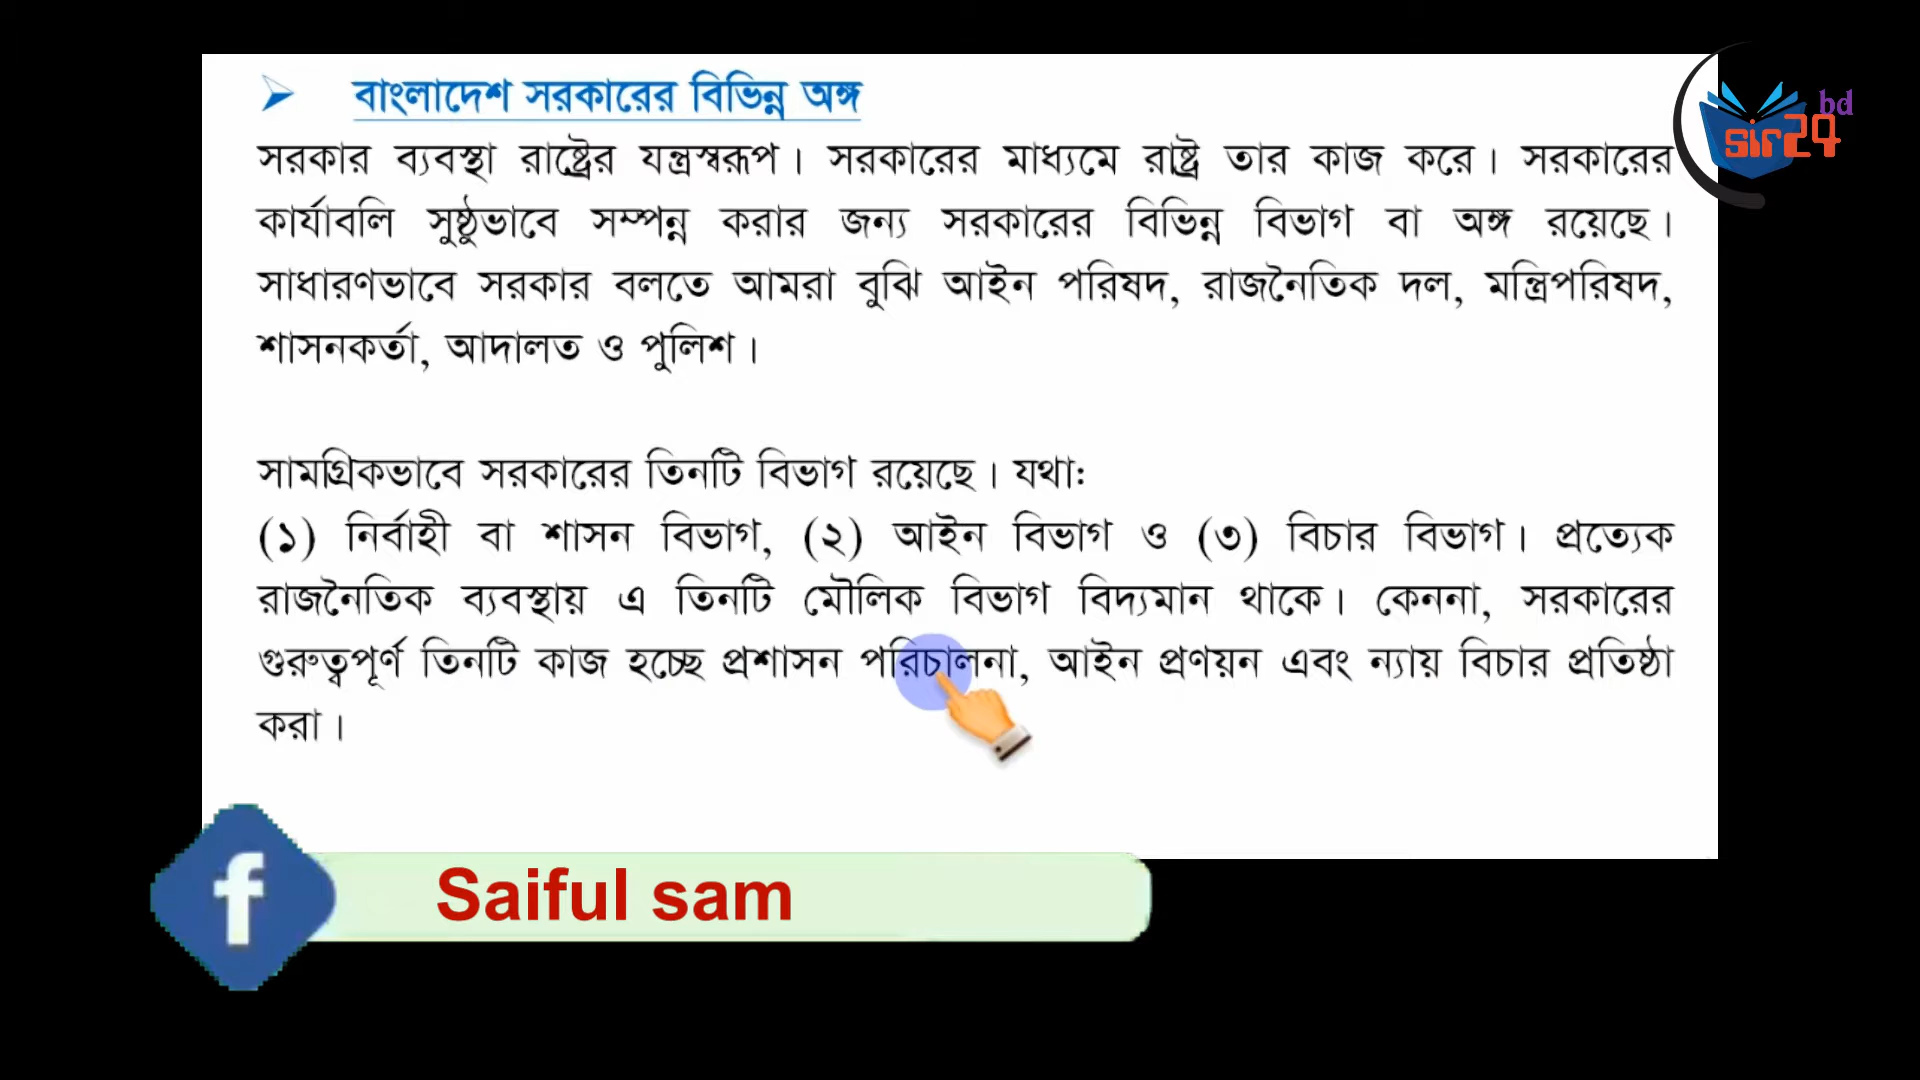 বাংলাদেশ সরকারের বিভিন্ন অঙ্গ
সরকার ব্যবস্থা রাষ্ট্রের যন্ত্রস্বরূপ। সরকারের মাধ্যমে রাষ্ট্র তার কাজ করে। সরকারের
কার্যাবলি সুষ্ঠুভাবে সম্পন্ন করার জন্য সরকারের বিভিন্ন বিভাগ বা অঙ্গ রয়েছে।
সাধারণভাবে সরকার বলতে আমরা বুঝি আইন পরিষদ, রাজনৈতিক দল, মন্ত্রিপরিষদ,
শাসনকর্তা, আদালত ও পুলিশ।
সামগ্রিকভাবে সরকারের তিনটি বিভাগ রয়েছে। যথাঃ
(১) নির্বাহী বা শাসন বিভাগ, (২) আইন বিভাগ ও (৩) বিচার বিভাগ। প্রত্যেক
রাজনৈতিক ব্যবস্থায় এ তিনটি মৌলিক বিভাগ বিদ্যমান থাকে। কেননা, সরকারের
গুরুত্বপূর্ণ তিনটি কাজ হচ্ছে প্রশাসন পরিচালনা, আইন প্রণয়ন এবং ন্যায় বিচার প্রতিষ্ঠা
করা।
sir24 bd
f Saiful sam